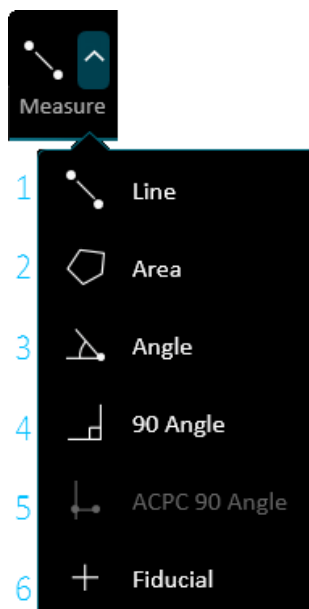 Measure
1 Line
2 Area
3 Angle
4 90 Angle
5 ACPC 90 Angle
6 Fiducial